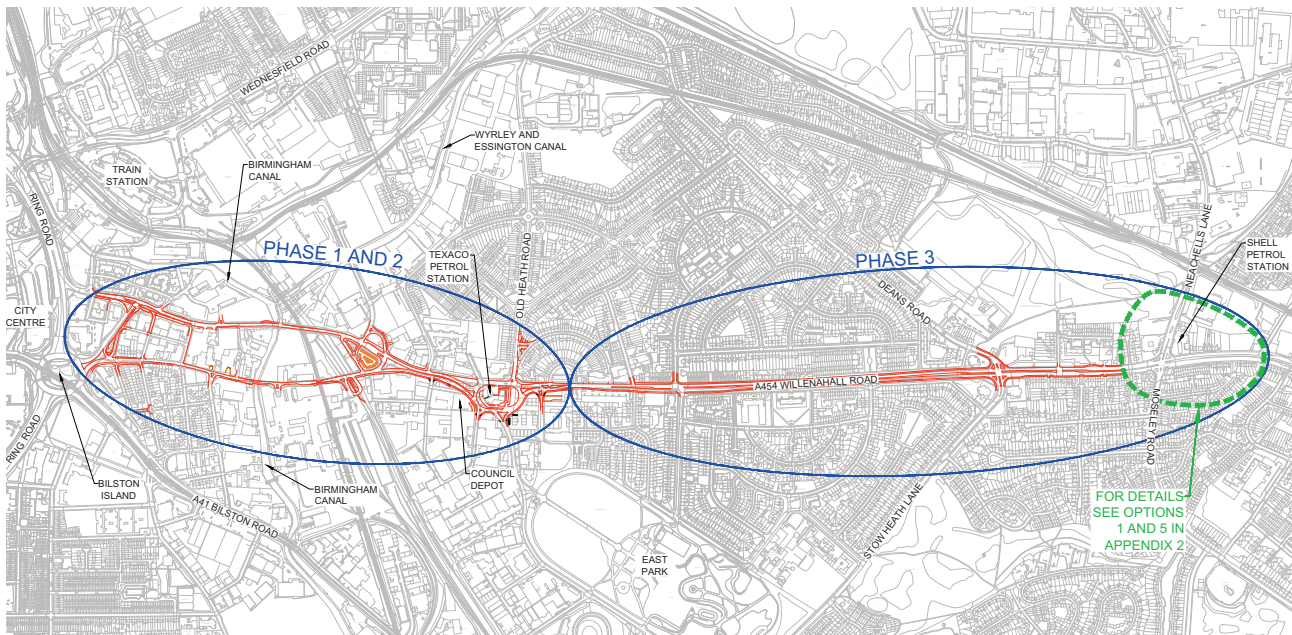 WEDNESFIELD ROAD
WYRLEY AND
ESSINGTON CANAL
BIRMINGHAM
CANAL
TRAIN
STATION
RING ROAD
PHASE 1 AND 2
TEXACO
PETROL
STATION
OLD HEATH ROAD
PHASE 3
DEANS ROAD
NEACHELLS LANE
SHELL
PETROL
STATION
CITY
CENTRE
A454 WILLENAHALL ROAD
MOSELEY ROAD
RING ROAD
BILSTON
ISLAND
A41 BILSTON ROAD
BIRMINGHAM
CANAL
COUNCIL
DEPOT
STOW HEATH LANE
EAST
PARK
FOR DETAILS
SEE OPTIONS
1 AND 5 IN
APPENDIX 2